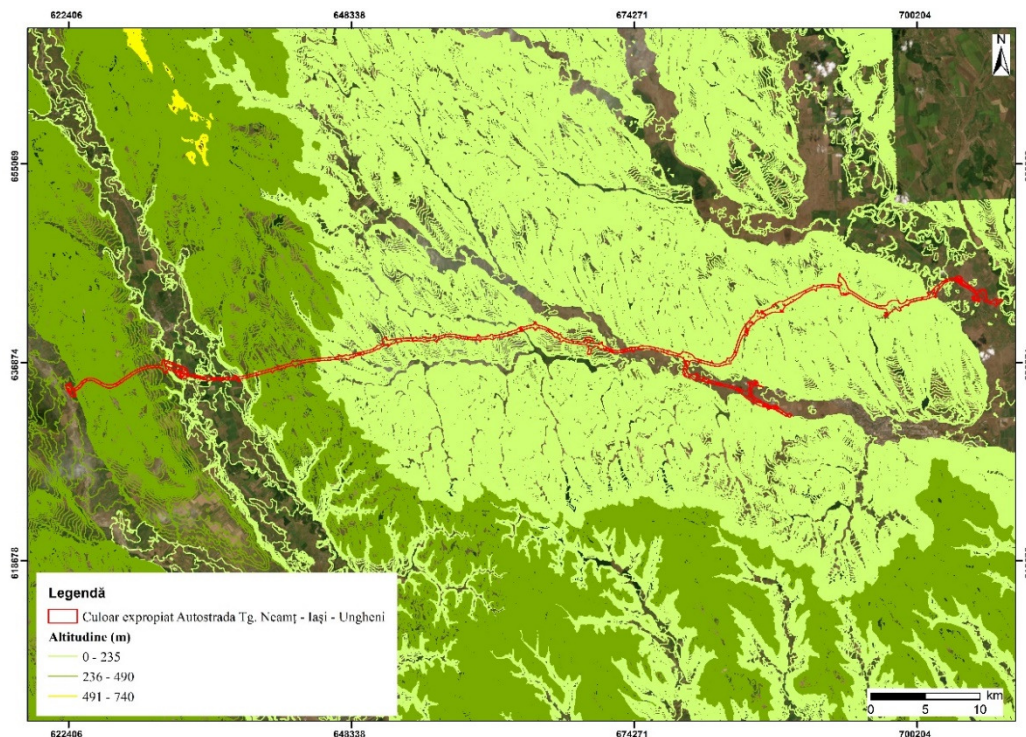 622406 648338 674271 700204
N
655069
636874
618678
Legendă
Culoar expropiat Autostrada Tg. Neamț - Iași - Ungheni
Altitudine (m)
0 - 235
236 - 490
491 - 740
km
0 5 10
622406 648338 674271 700204